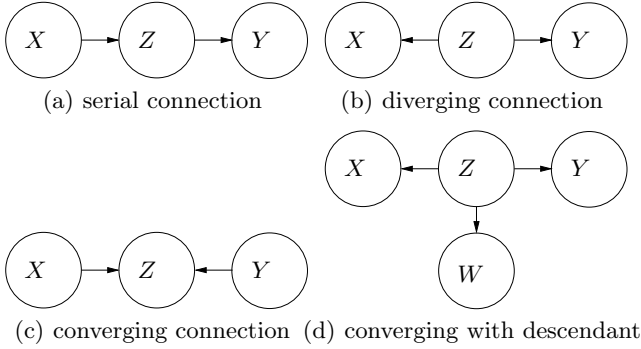 X Z Y X Z Y
(a) serial connection (b) diverging connection
X Z Y
X Z Y W
(c) converging connection (d) converging with descendant